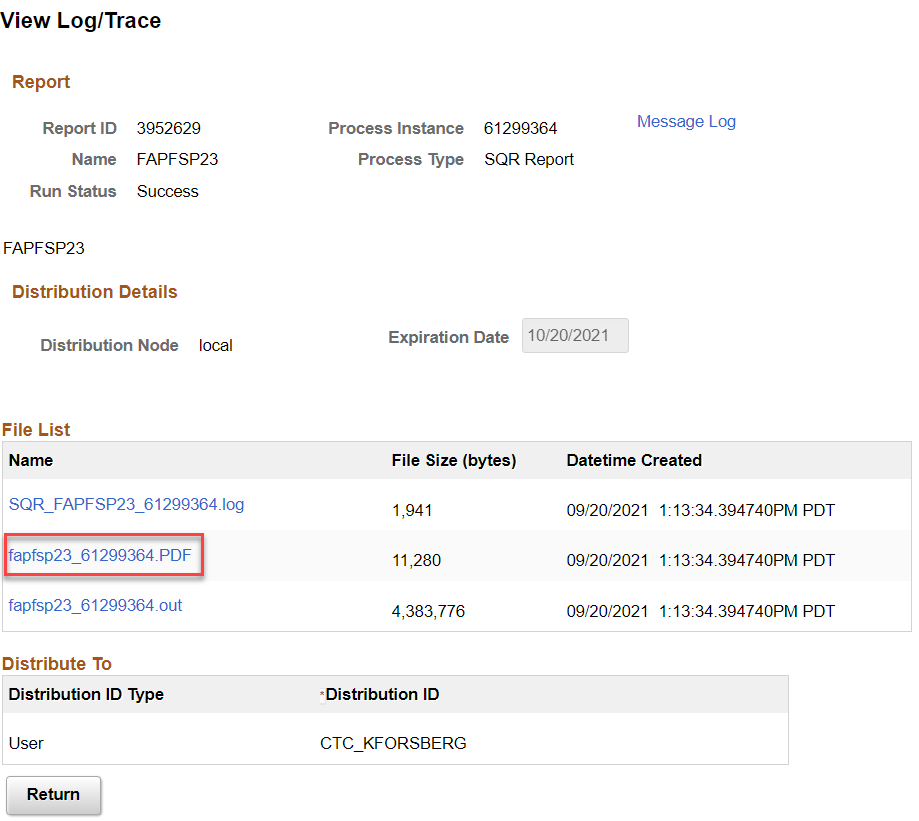 View Log/Trace
Report
Report ID 3952629 Process Instance 61299364 Message Log
Name FAPFSP23 Process Type SQR Report
Run Status Success
FAPFSP23
Distribution Details
Distribution Node local Expiration Date 10/20/2021
File List
Name File Size (bytes) Datetime Created
SQR_FAPFSP23_61299364.log 1,941 09/20/2021 1:13:34.394740PM PDT
fapfsp23_61299364.PDF 11,280 09/20/2021 1:13:34.394740PM PDT
fapfsp23_61299364.out 4,383,776 09/20/2021 1:13:34.394740PM PDT
Distribute To
Distribution ID Type *Distribution ID
User CTC_KFORSBERG
Return